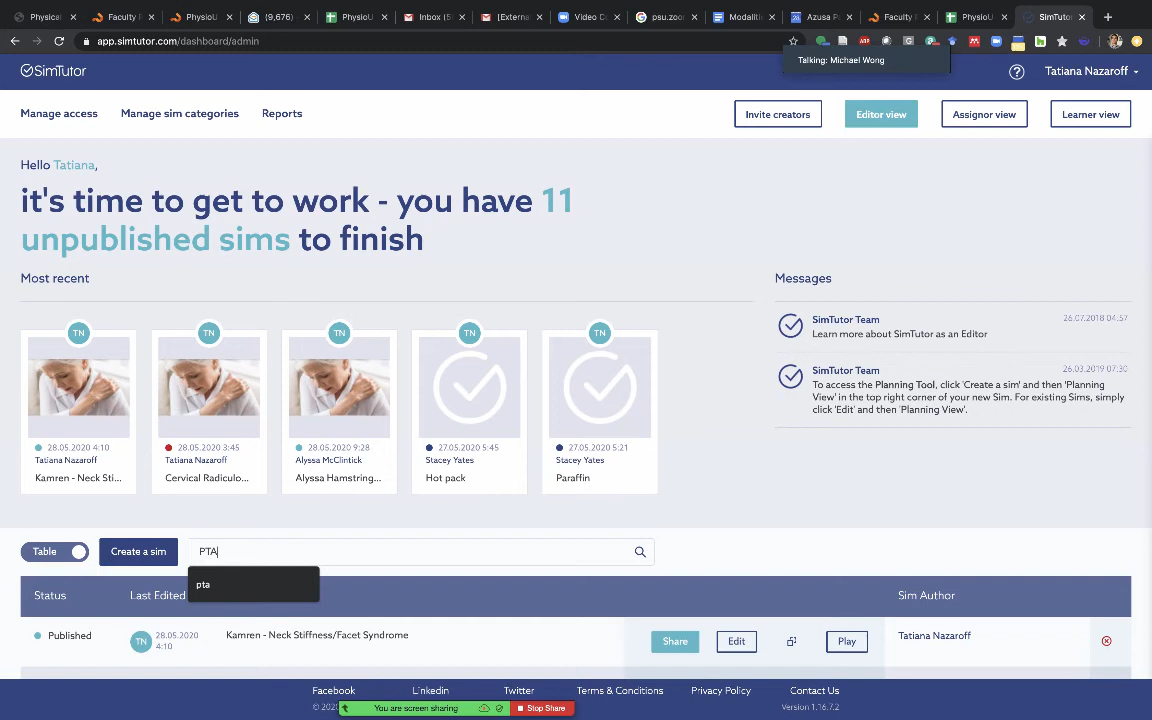 Physical
Faculty
PhysioU
(9,676)
PhysioU
Inbox (5
[Externa
Video C
psu.zoor
Modaliti
Azusa P
Faculty
PhysioU
SimTutor
app.simtutor.com/dashboard/admin
Talking: Michael Wong
SimTutor
Tatiana Nazaroff
Manage access
Manage sim categories
Reports
Invite creators
Editor view
Assignor view
Learner view
Hello Tatiana,
it's time to get to work - you have 11
unpublished sims to finish
Most recent
Messages
TN
TN
TN
TN
TN
SimTutor Team
26.07.2018 04:57
Learn more about SimTutor as an Editor
SimTutor Team
26.03.2019 07:30
To access the Planning Tool, click 'Create a sim' and then 'Planning
View' in the top right corner of your new Sim. For existing Sims, simply
click 'Edit' and then 'Planning View'.
28.05.2020 4:10
Tatiana Nazaroff
Kamren - Neck Sti...
28.05.2020 3:45
Tatiana Nazaroff
Cervical Radiculo...
28.05.2020 9:28
Alyssa McClintick
Alyssa Hamstring...
27.05.2020 5:45
Stacey Yates
Hot pack
27.05.2020 5:21
Stacey Yates
Paraffin
Table
Create a sim
PTA
pta
Status
Last Edited
Sim Author
Published
TN
28.05.2020
4:10
Kamren - Neck Stiffness/Facet Syndrome
Share
Edit
Play
Tatiana Nazaroff
Facebook
Linkedin
Twitter
Terms & Conditions
Privacy Policy
Contact Us
© 202
You are screen sharing
Stop Share
Version 1.16.7.2